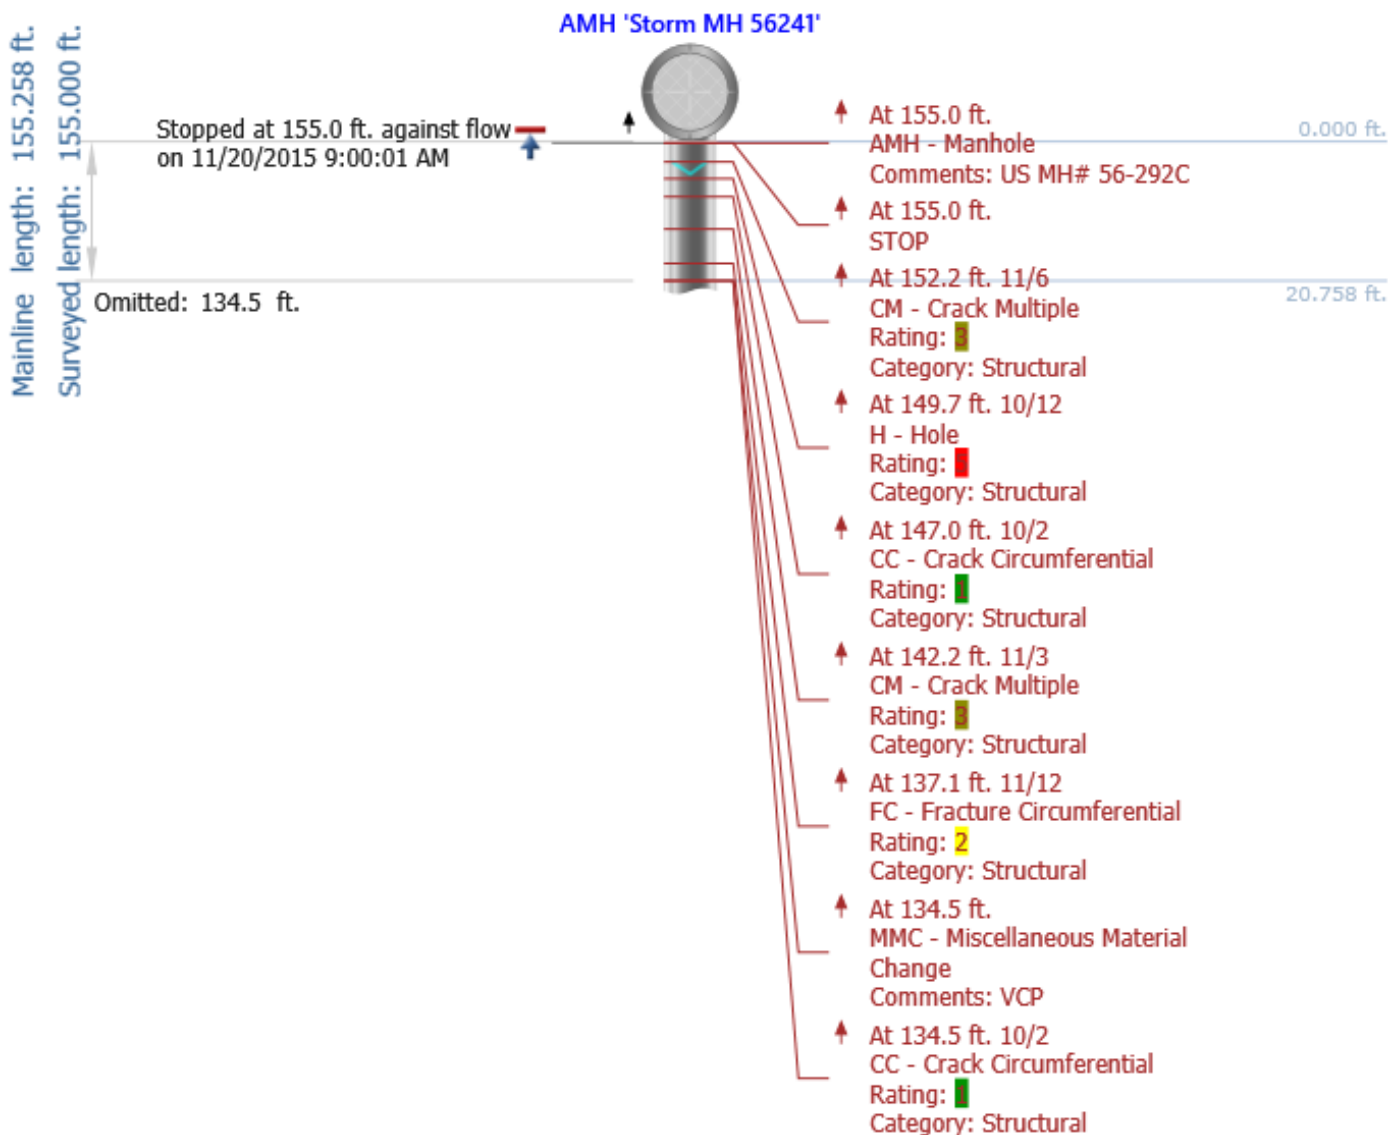 AMH 'Storm MH 56241'
Mainline length: 155.258 ft.
Surveyed length: 155.000 ft.
Stopped at 155.0 ft. against flow
on 11/20/2015 9:00:01 AM
Omitted: 134.5 ft.
0.000 ft.
20.758 ft.
At 155.0 ft.
AMH - Manhole
Comments: US MH# 56-292C
At 155.0 ft.
STOP
At 152.2 ft. 11/6
CM - Crack Multiple
Rating: 3
Category: Structural
At 149.7 ft. 10/12
H - Hole
Rating:
Category: Structural
At 147.0 ft. 10/2
CC - Crack Circumferential
Rating: 1
Category: Structural
At 142.2 ft. 11/3
CM - Crack Multiple
Rating: 3
Category: Structural
At 137.1 ft. 11/12
FC - Fracture Circumferential
Rating: 2
Category: Structural
At 134.5 ft.
MMC - Miscellaneous Material
Change
Comments: VCP
At 134.5 ft. 10/2
CC - Crack Circumferential
Rating: 1
Category: Structural